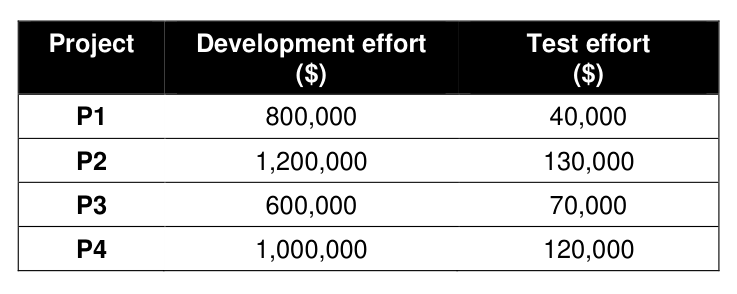 Project Development effort ($) Test effort ($)
P1 800,000 40,000
P2 1,200,000 130,000
P3 600,000 70,000
P4 1,000,000 120,000